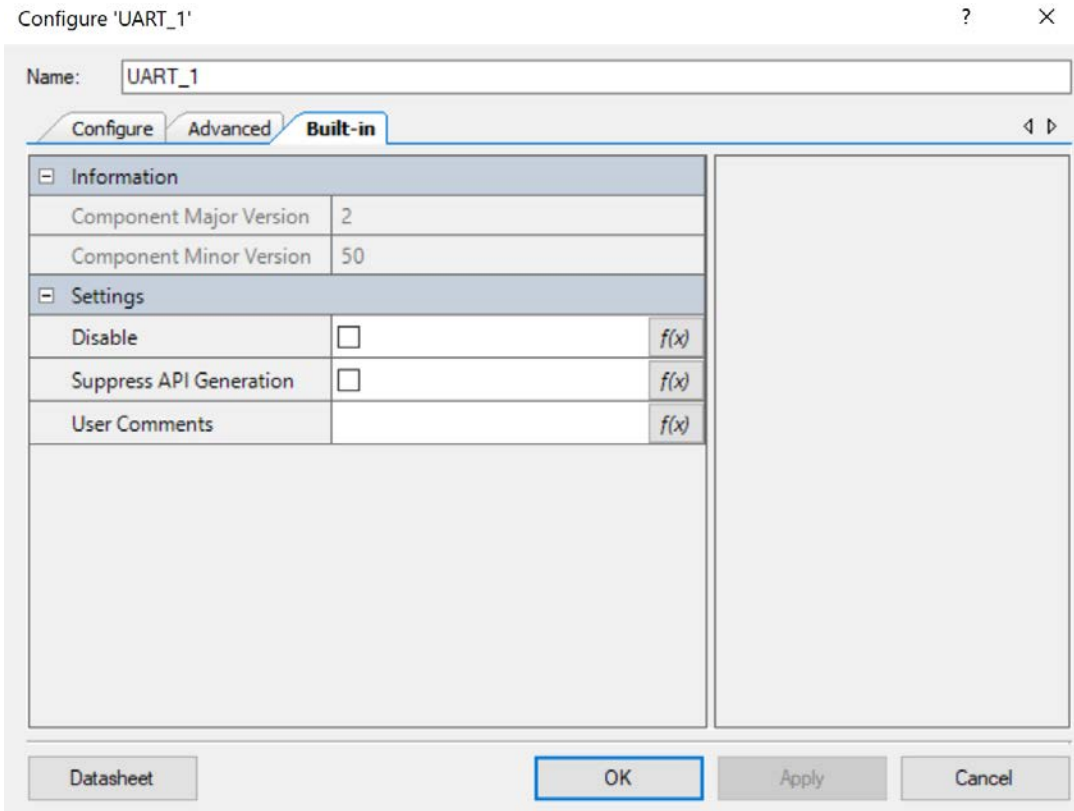 Configure 'UART_1'
?
Name: UART_1
Configure Advanced Built-in
Information
Component Major Version 2
Component Minor Version 50
Settings
Disable f(x)
Suppress API Generation f(x)
User Comments f(x)
Datasheet OK Apply Cancel